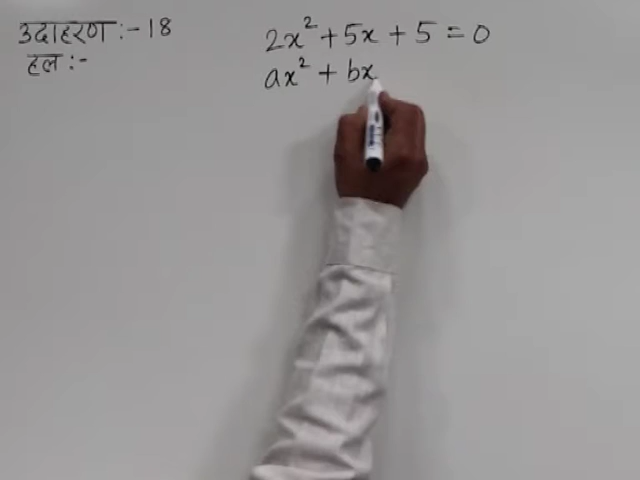 उदाहरण:-18
2x² + 5x + 5 = 0
हल:-
ax² + bx